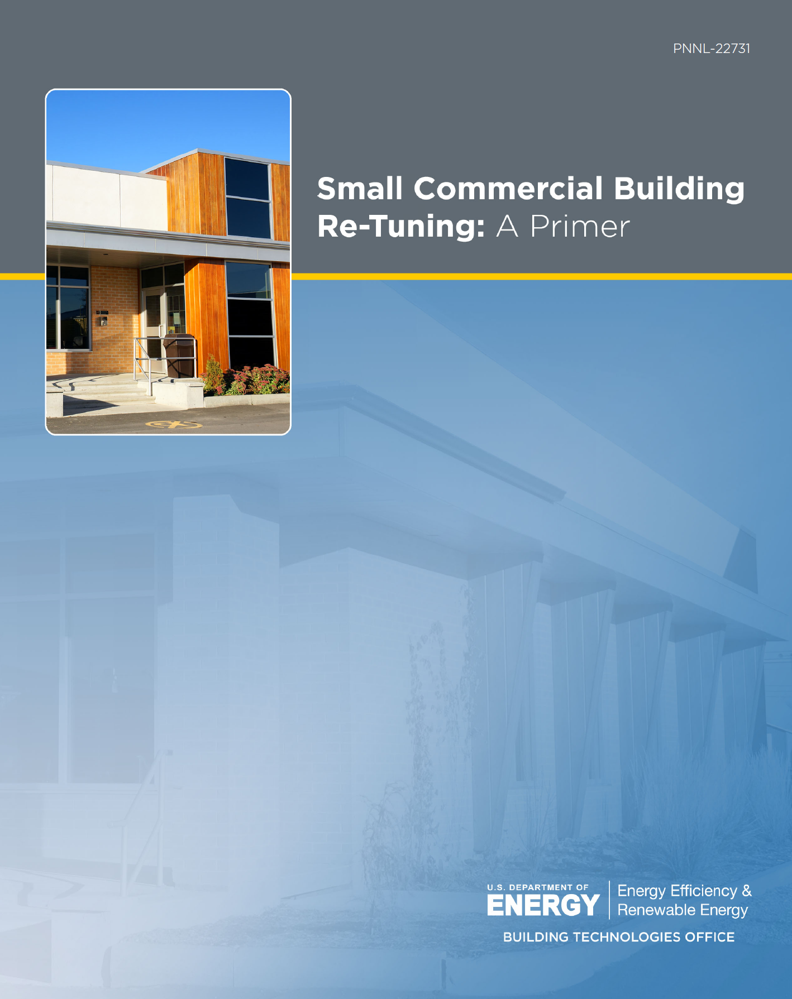 PNNL-22731
Small Commercial Building
Re-Tuning: A Primer
U.S. DEPARTMENT OF
ENERGY
Energy Efficiency &
Renewable Energy
BUILDING TECHNOLOGIES OFFICE